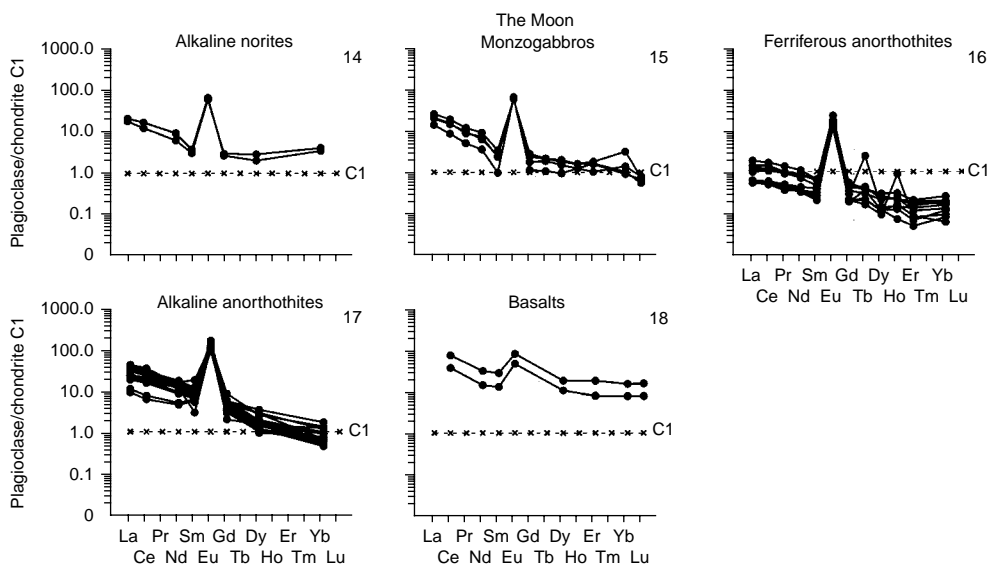 The Moon
Alkaline norites
14
Plagioclase/chondrite C1
1000.0
100.0
10.0
1.0
0.1
0
C1
Monzogabbros
15
C1
Ferriferous anorthothites
16
C1
La Pr Sm Gd Dy Er Yb
Ce Nd Eu Tb Ho Tm Lu
Alkaline anorthothites
17
Plagioclase/chondrite C1
1000.0
100.0
10.0
1.0
0.1
0
C1
La Pr Sm Gd Dy Er Yb
Ce Nd Eu Tb Ho Tm Lu
Basalts
18
C1
La Pr Sm Gd Dy Er Yb
Ce Nd Eu Tb Ho Tm Lu